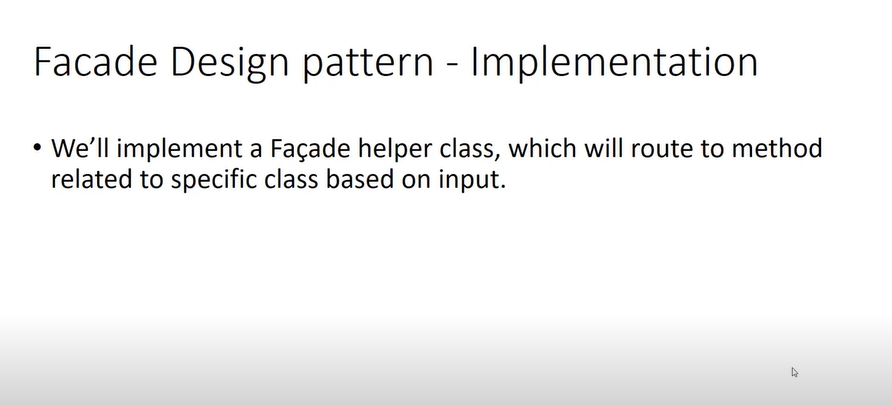 Facade Design pattern - Implementation
• We’ll implement a Façade helper class, which will route to method
related to specific class based on input.